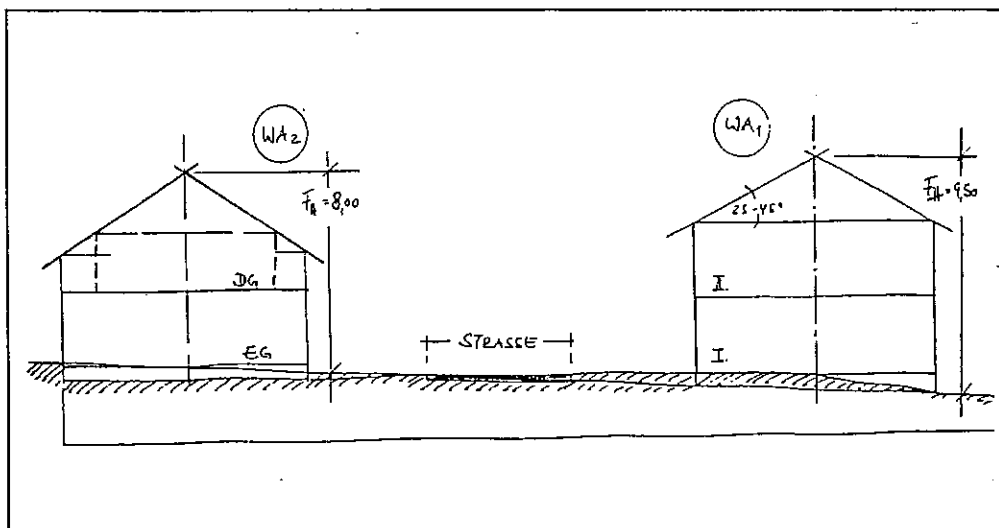 WA2
WA1
FH=8,00
FH=9,50
25-45°
DG
II.
STRASSE
EG
I.